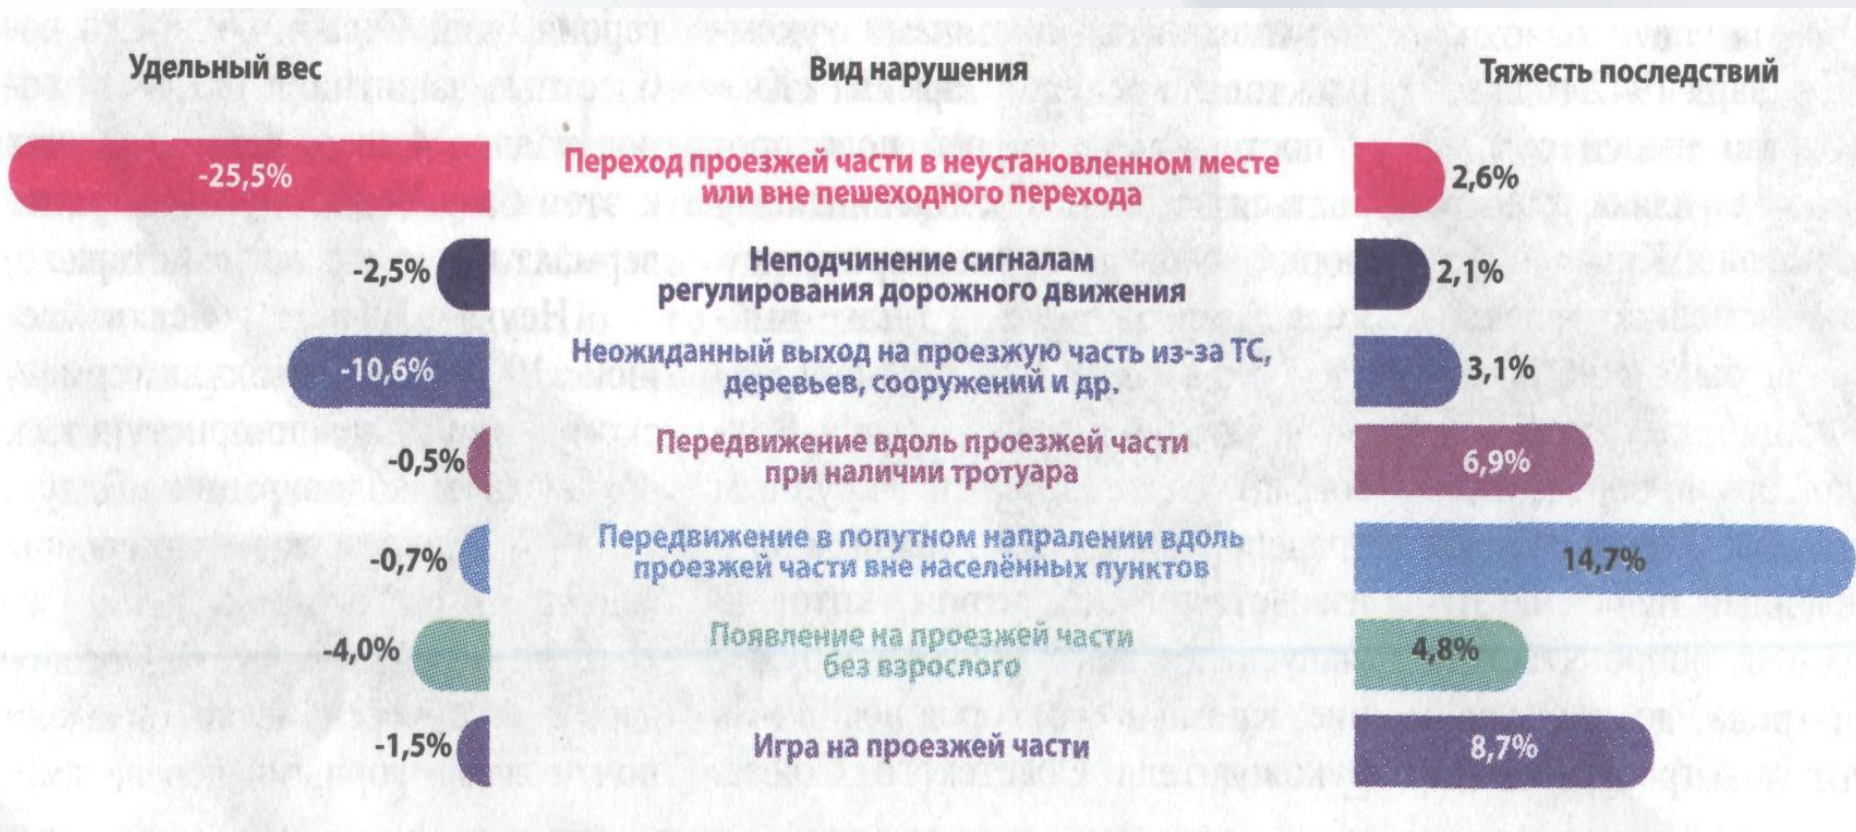 Удельный вес
Вид нарушения
Тяжесть последствий
-25,5%
Переход проезжей части в неустановленном месте
или вне пешеходного перехода
2,6%
-2,5%
Неподчинение сигналам
регулирования дорожного движения
2,1%
-10,6%
Неожиданный выход на проезжую часть из-за ТС,
деревьев, сооружений и др.
3,1%
-0,5%
Передвижение вдоль проезжей части
при наличии тротуара
6,9%
-0,7%
Передвижение в попутном напралении вдоль
проезжей части вне населённых пунктов
14,7%
-4,0%
Появление на проезжей части
без взрослого
4,8%
-1,5%
Игра на проезжей части
8,7%